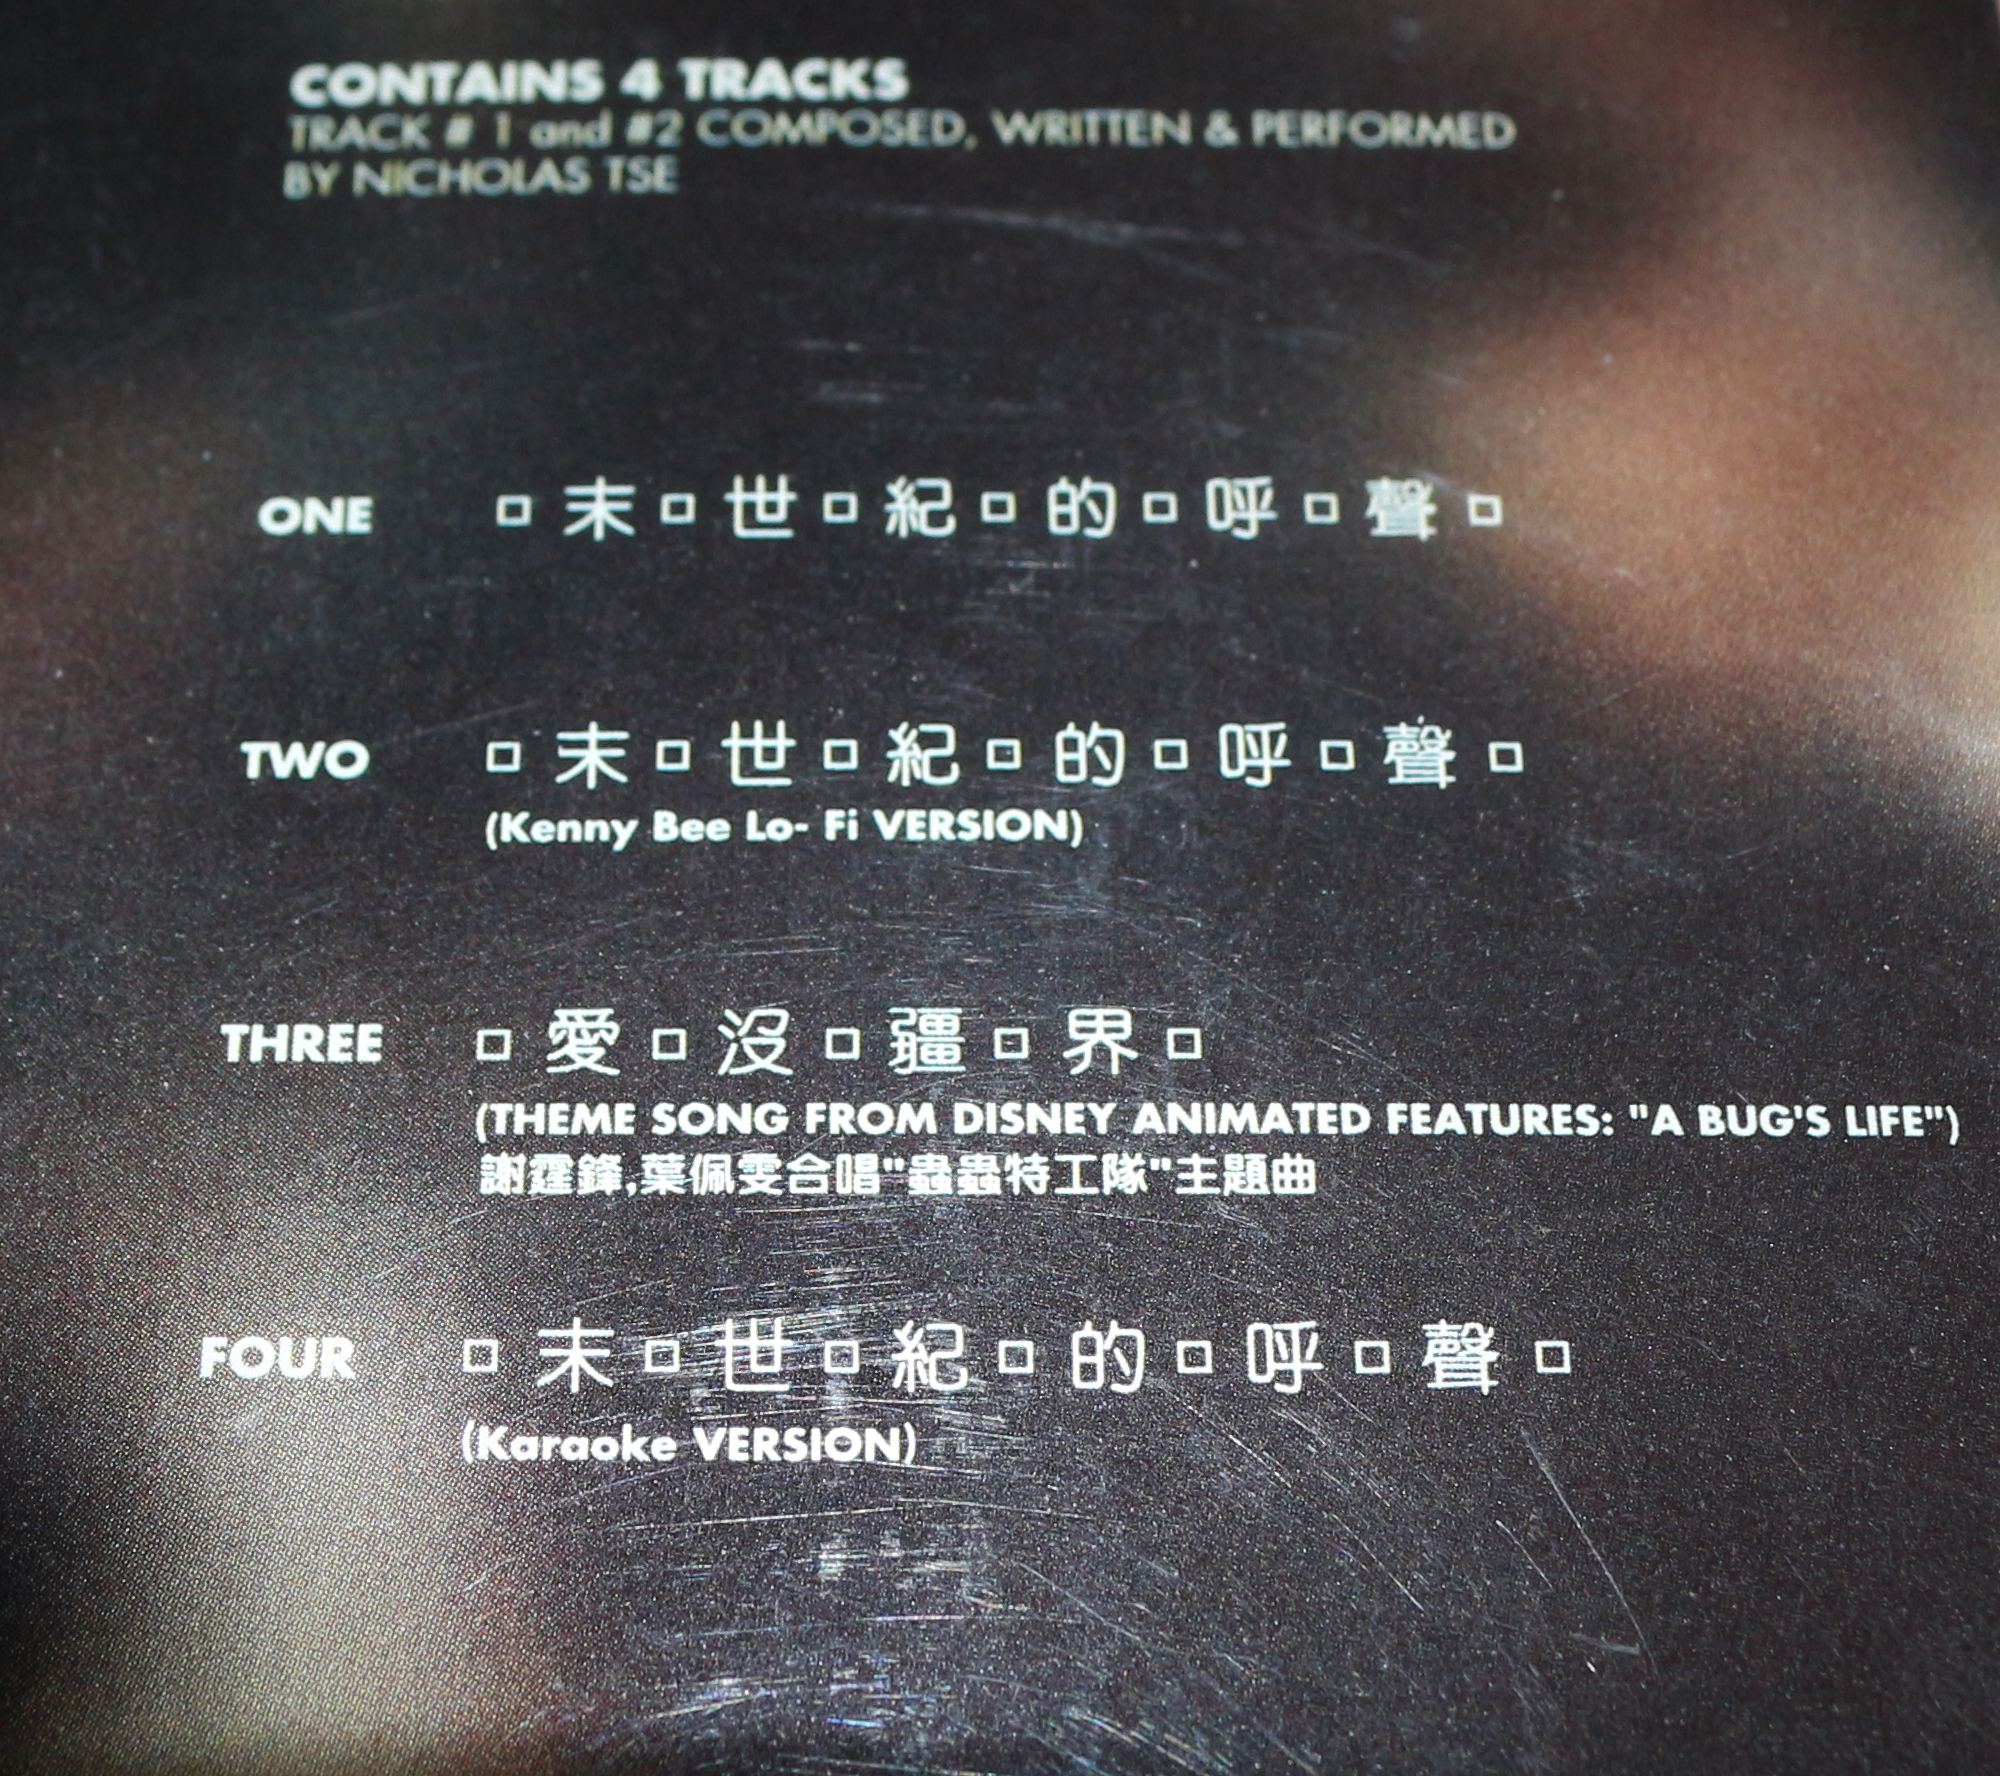 CONTAINS 4 TRACKS
TRACK # 1 and #2 COMPOSED, WRITTEN & PERFORMED
BY NICHOLAS TSE
ONE □末□世□紀□的□呼□聲□
TWO □末□世□紀□的□呼□聲□
(Kenny Bee Lo- Fi VERSION)
THREE □愛□沒□疆□界□
(THEME SONG FROM DISNEY ANIMATED FEATURES: "A BUG'S LIFE")
謝霆鋒,葉佩雯合唱"蟲蟲特工隊"主題曲
FOUR □末□世□紀□的□呼□聲□
(Karaoke VERSION)